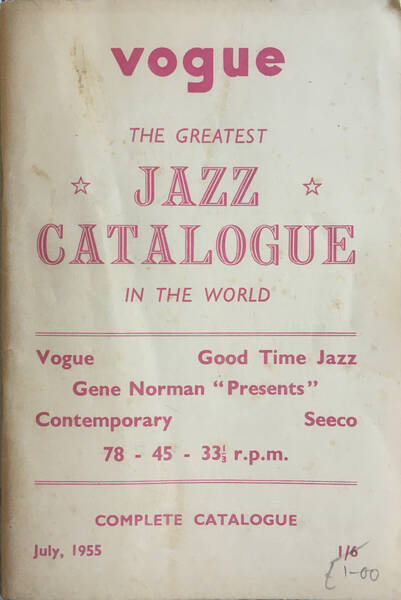 vogue
THE GREATEST
☆ JAZZ ☆
CATALOGUE
IN THE WORLD
Vogue Good Time Jazz
Gene Norman "Presents"
Contemporary Seeco
78 - 45 - 33⅓ r.p.m.
COMPLETE CATALOGUE
July, 1955 1/6
£1-00